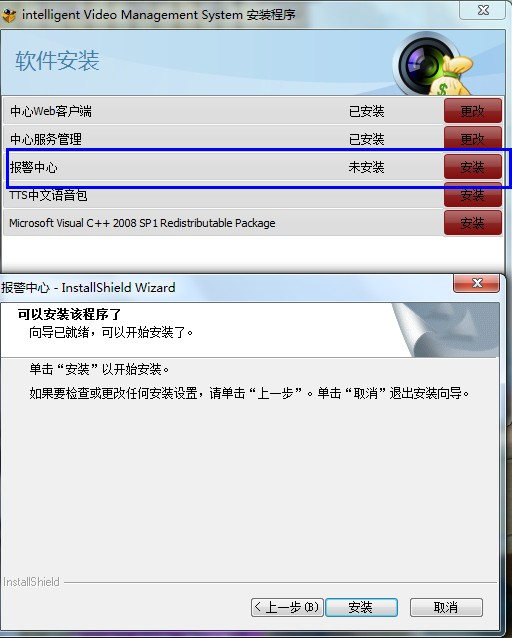 intelligent Video Management System 安装程序
软件安装
中心Web客户端 已安装 更改
中心服务管理 已安装 更改
报警中心 未安装 安装
TTS中文语音包 安装
Microsoft Visual C++ 2008 SP1 Redistributable Package 安装
报警中心 - InstallShield Wizard
可以安装该程序了
向导已就绪，可以开始安装了。
单击“安装”以开始安装。
如果要检查或更改任何安装设置，请单击“上一步”。单击“取消”退出安装向导。
InstallShield
< 上一步(B) 安装 取消